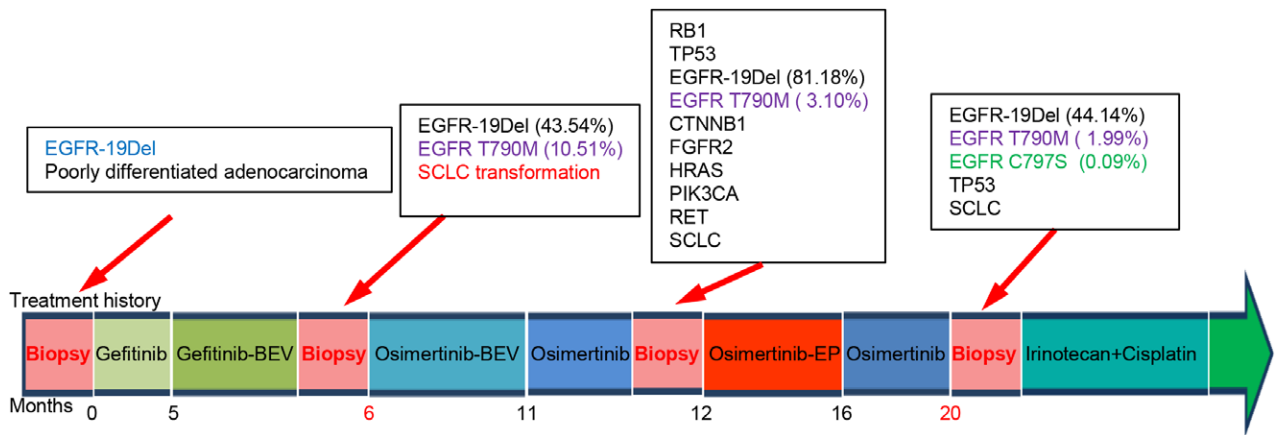 EGFR-19Del
Poorly differentiated adenocarcinoma
EGFR-19Del (43.54%)
EGFR T790M (10.51%)
SCLC transformation
RB1
TP53
EGFR-19Del (81.18%)
EGFR T790M ( 3.10%)
CTNNB1
FGFR2
HRAS
PIK3CA
RET
SCLC
EGFR-19Del (44.14%)
EGFR T790M ( 1.99%)
EGFR C797S (0.09%)
TP53
SCLC
Treatment history
Biopsy Gefitinib Gefitinib-BEV Biopsy Osimertinib-BEV Osimertinib Biopsy Osimertinib-EP Osimertinib Biopsy Irinotecan+Cisplatin
Months 0 5 6 11 12 16 20